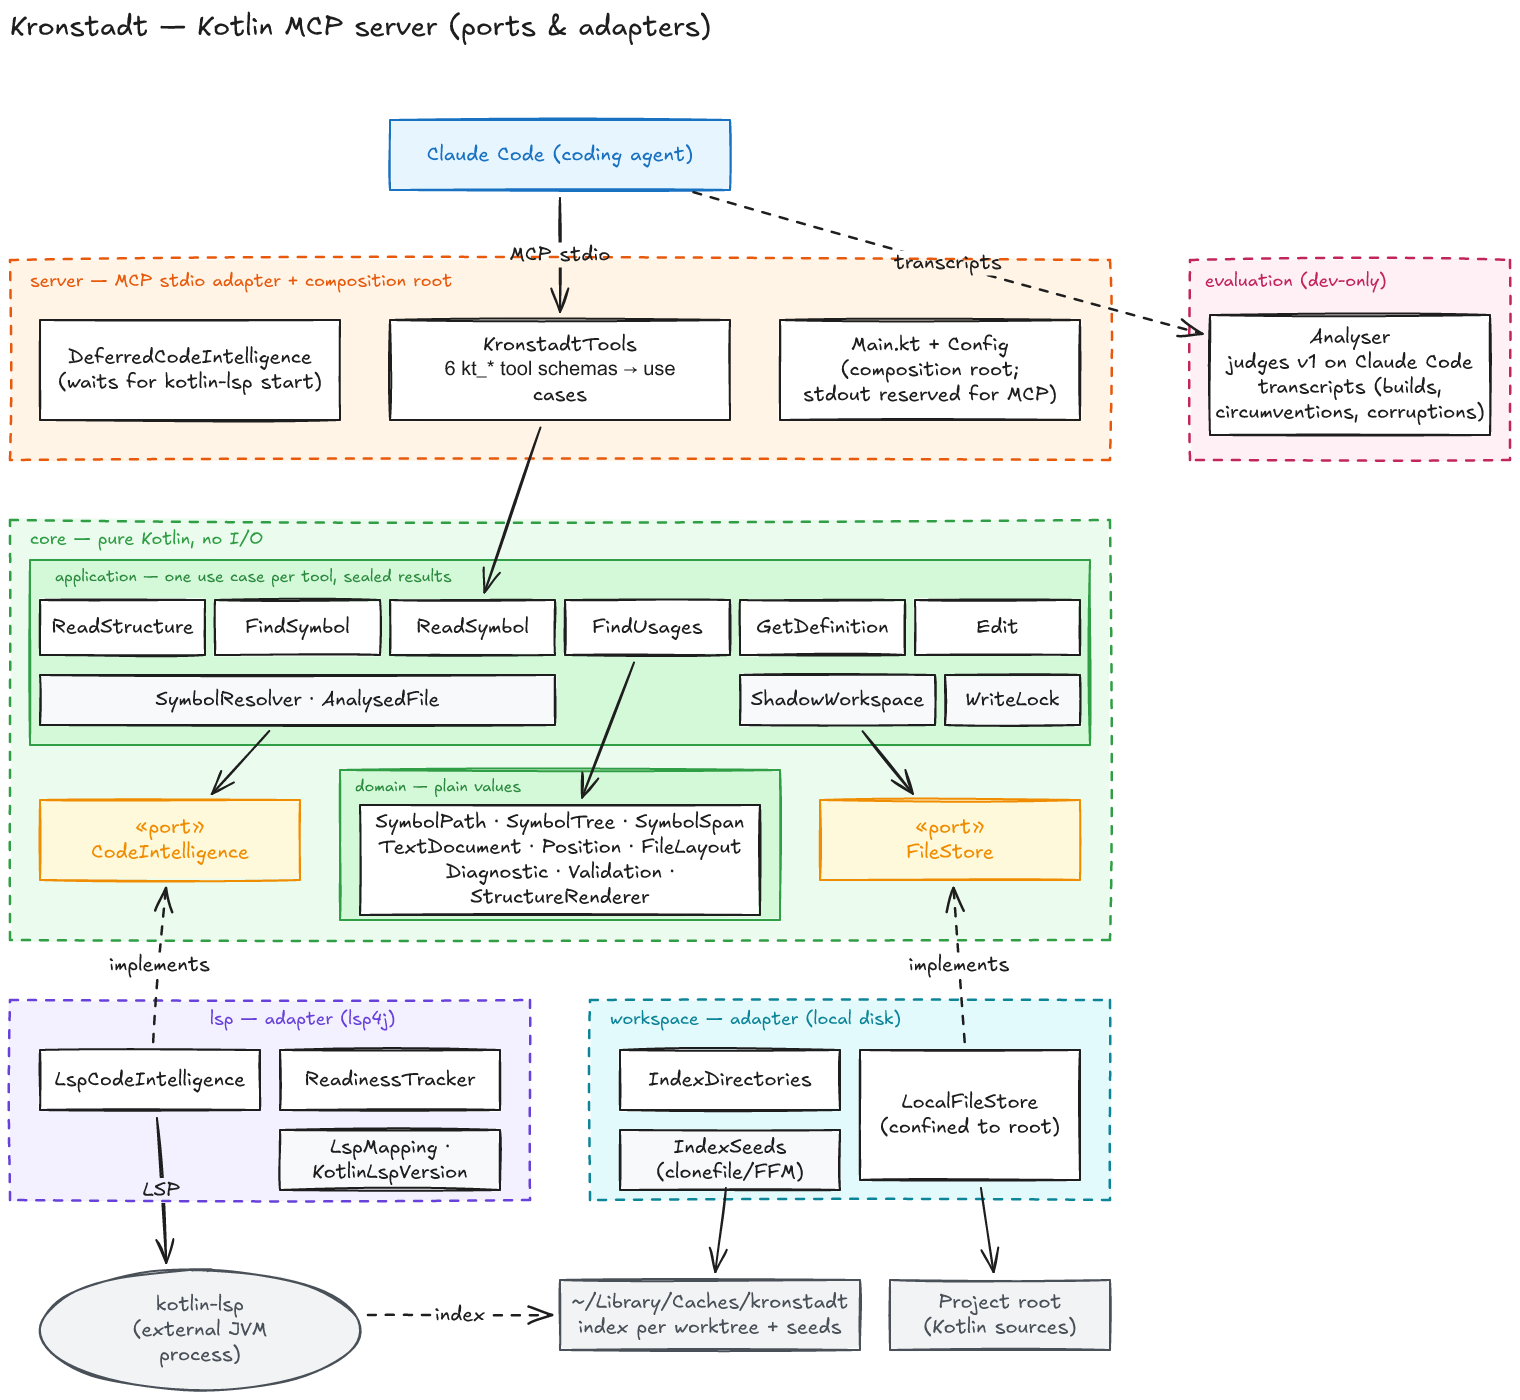 Kronstadt — Kotlin MCP server (ports & adapters)
Claude Code (coding agent)
MCP stdio
transcripts
server — MCP stdio adapter + composition root
DeferredCodeIntelligence
(waits for kotlin-lsp start)
KronstadtTools
6 kt_* tool schemas → use
cases
Main.kt + Config
(composition root;
stdout reserved for MCP)
evaluation (dev-only)
Analyser
judges v1 on Claude Code
transcripts (builds,
circumventions, corruptions)
core — pure Kotlin, no I/O
application — one use case per tool, sealed results
ReadStructure
FindSymbol
ReadSymbol
FindUsages
GetDefinition
Edit
SymbolResolver · AnalysedFile
ShadowWorkspace
WriteLock
«port»
CodeIntelligence
domain — plain values
SymbolPath · SymbolTree · SymbolSpan
TextDocument · Position · FileLayout
Diagnostic · Validation ·
StructureRenderer
«port»
FileStore
implements
implements
lsp — adapter (lsp4j)
LspCodeIntelligence
ReadinessTracker
LspMapping ·
KotlinLspVersion
LSP
workspace — adapter (local disk)
IndexDirectories
IndexSeeds
(clonefile/FFM)
LocalFileStore
(confined to root)
kotlin-lsp
(external JVM
process)
index
~/Library/Caches/kronstadt
index per worktree + seeds
Project root
(Kotlin sources)